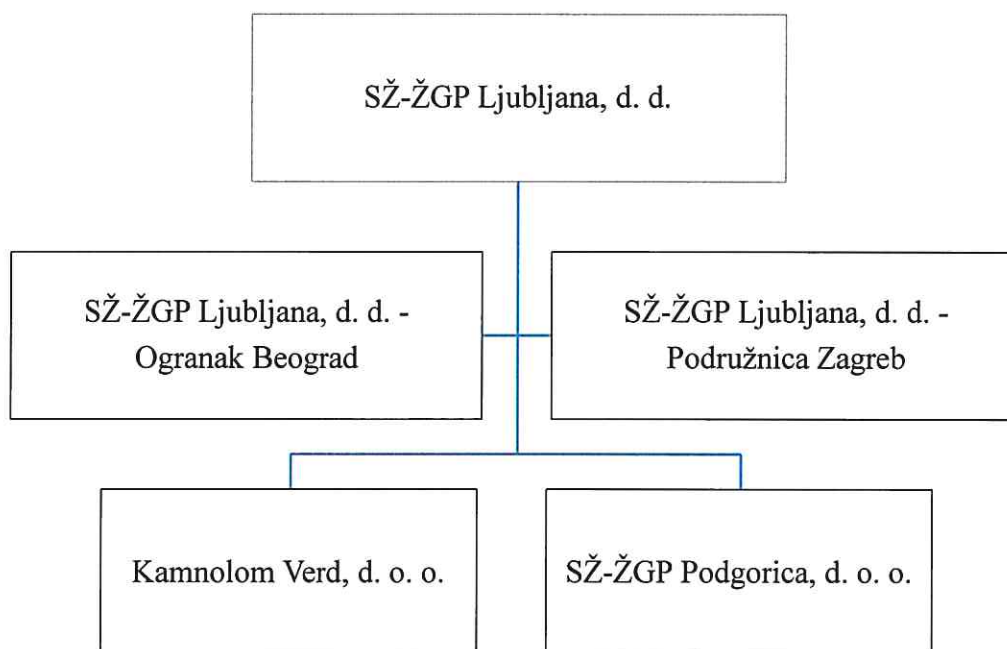 SŽ-ŽGP Ljubljana, d. d.
SŽ-ŽGP Ljubljana, d. d. -
Ogranak Beograd
SŽ-ŽGP Ljubljana, d. d. -
Podružnica Zagreb
Kamnolom Verd, d. o. o.
SŽ-ŽGP Podgorica, d. o. o.